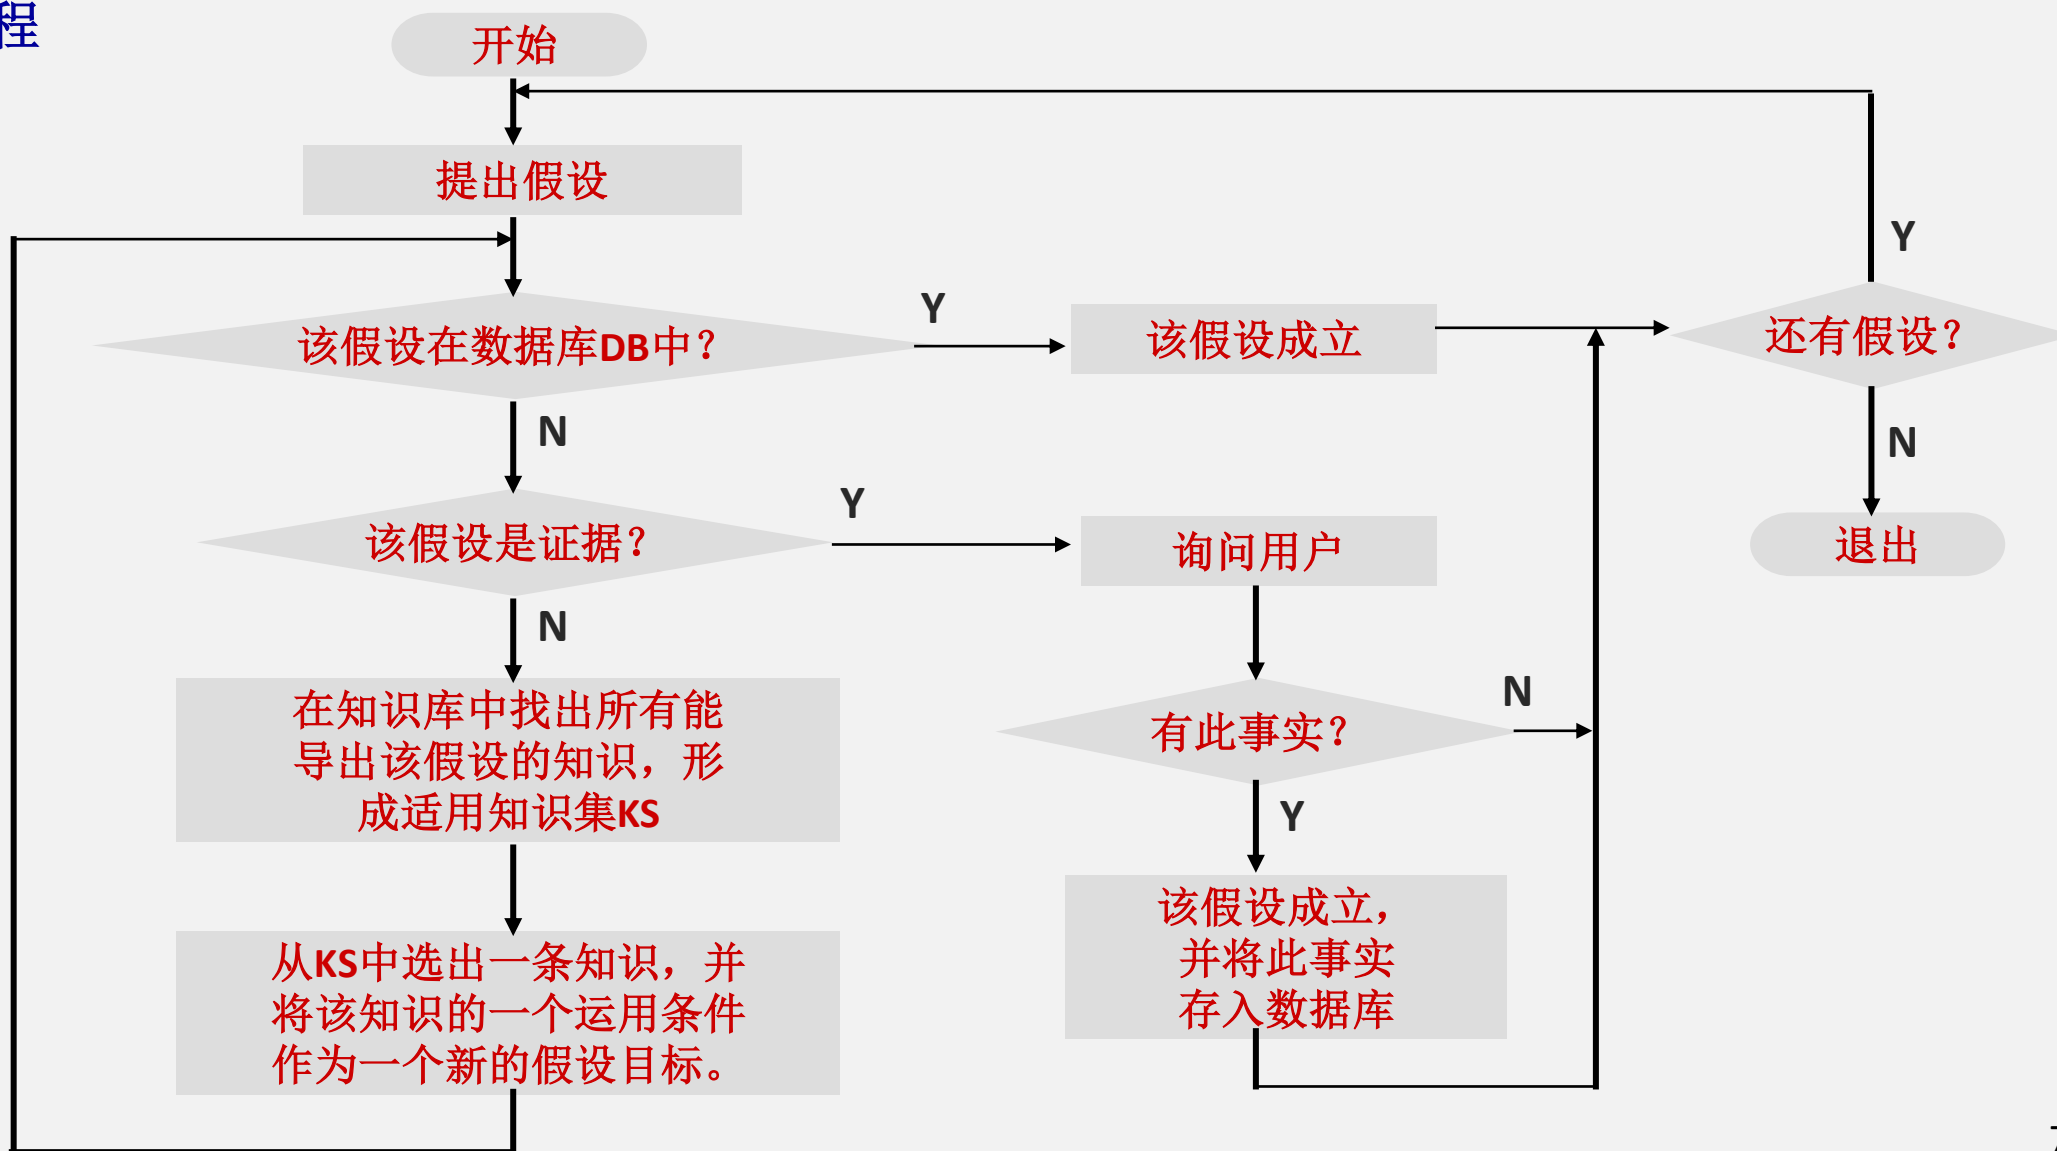 程
开始
提出假设
Y
该假设在数据库DB中？
Y
该假设成立
还有假设？
N
N
该假设是证据？
Y
询问用户
退出
N
在知识库中找出所有能
导出该假设的知识，形
成适用知识集KS
有此事实？
N
Y
从KS中选出一条知识，并
将该知识的一个运用条件
作为一个新的假设目标。
该假设成立，
并将此事实
存入数据库